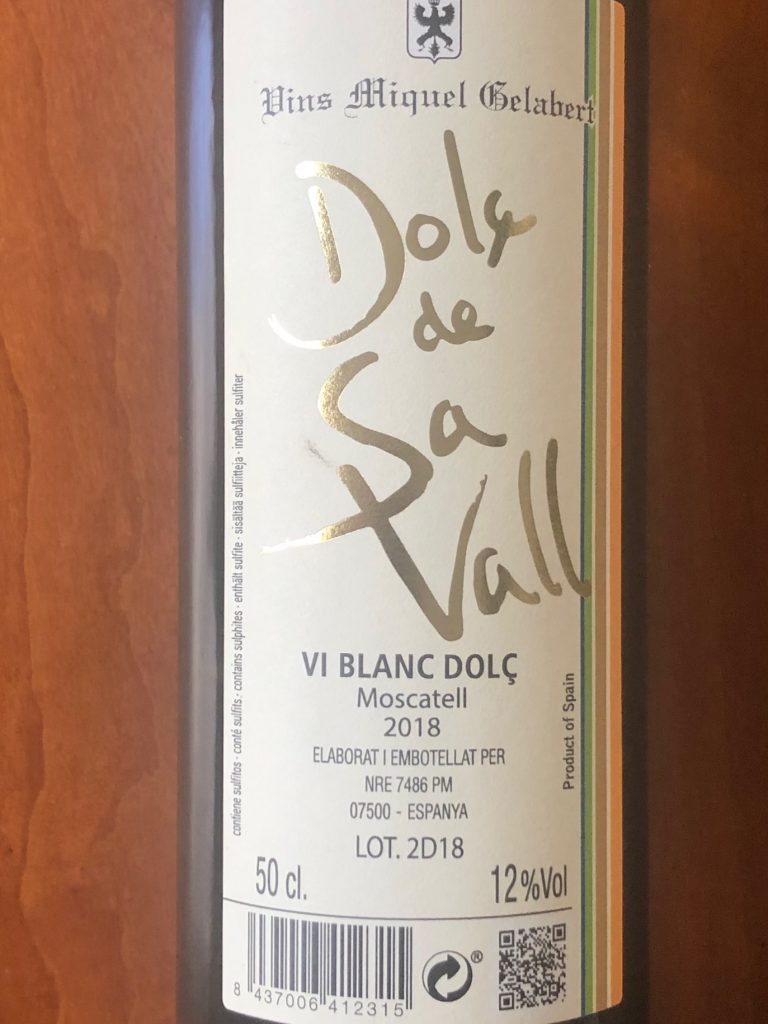 Vins Miquel Gelabert
Dolç
de
Sa
Vall
VI BLANC DOLÇ
Moscatell
2018
ELABORAT I EMBOTELLAT PER
NRE 7486 PM
07500 - ESPANYA
LOT. 2D18
50 cl.
12%Vol
contiene sulfitos - conté sulfits - contains sulphites - enthält sulfite - sisältää sulfiitteja - innehåler sulfiter
Product of Spain
®
8 437006 412315